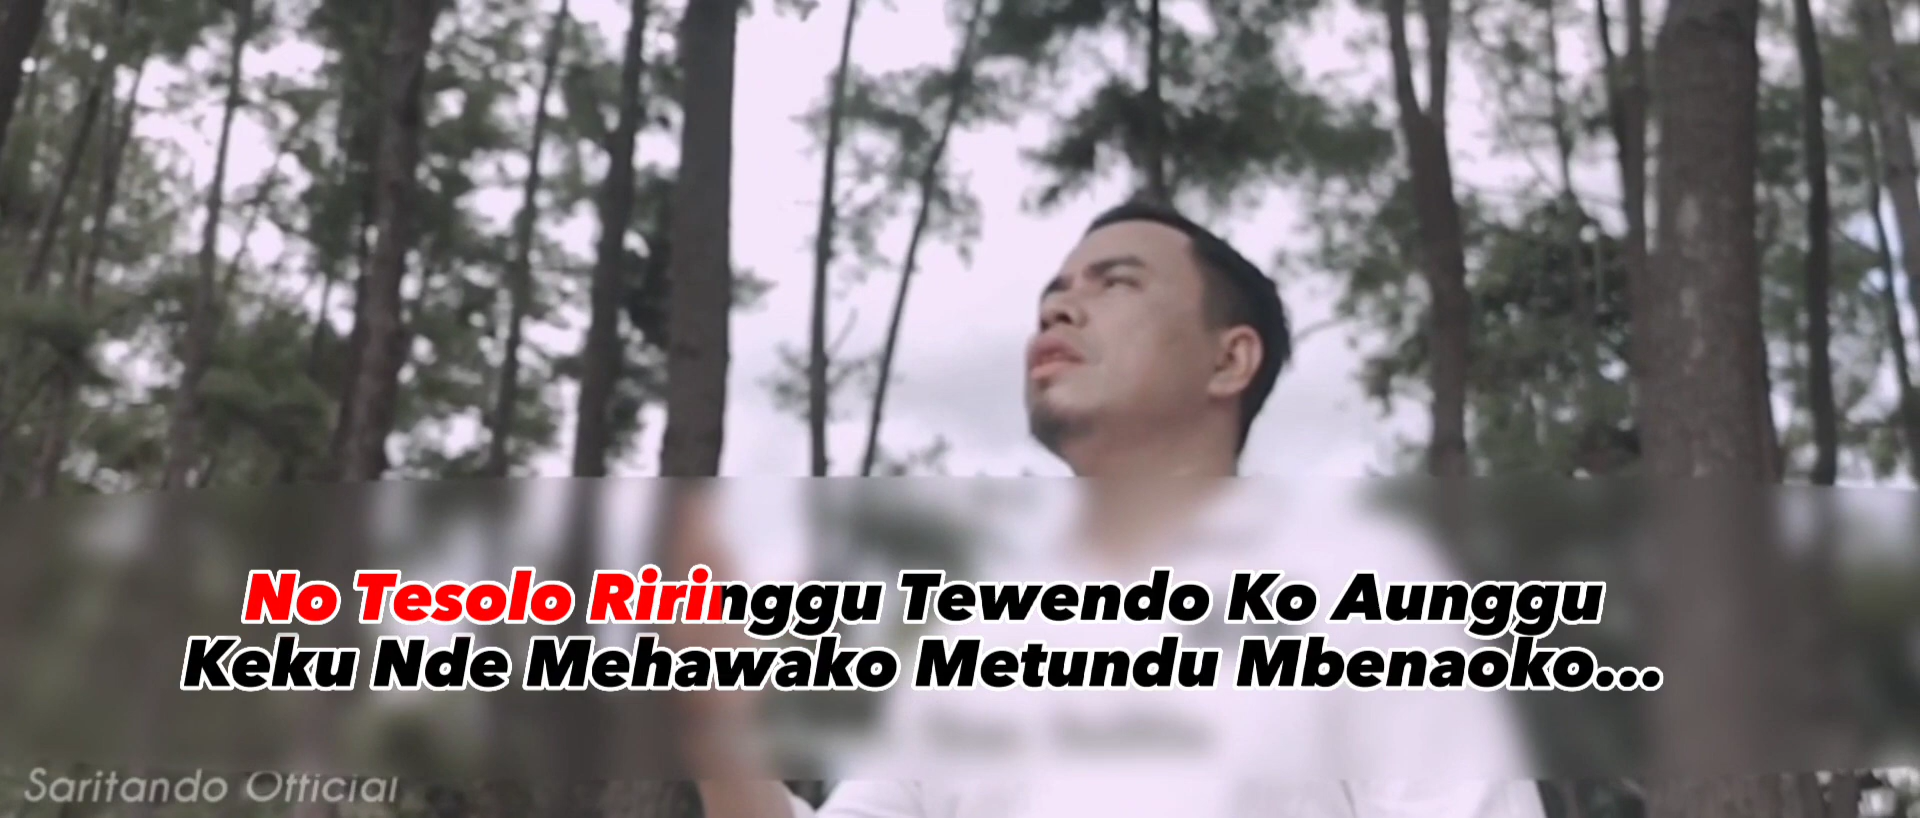 No Tesolo Riringgu Tewendo Ko Aunggu
Keku Nde Mehawako Metundu Mbenaoko...
Saritando Official